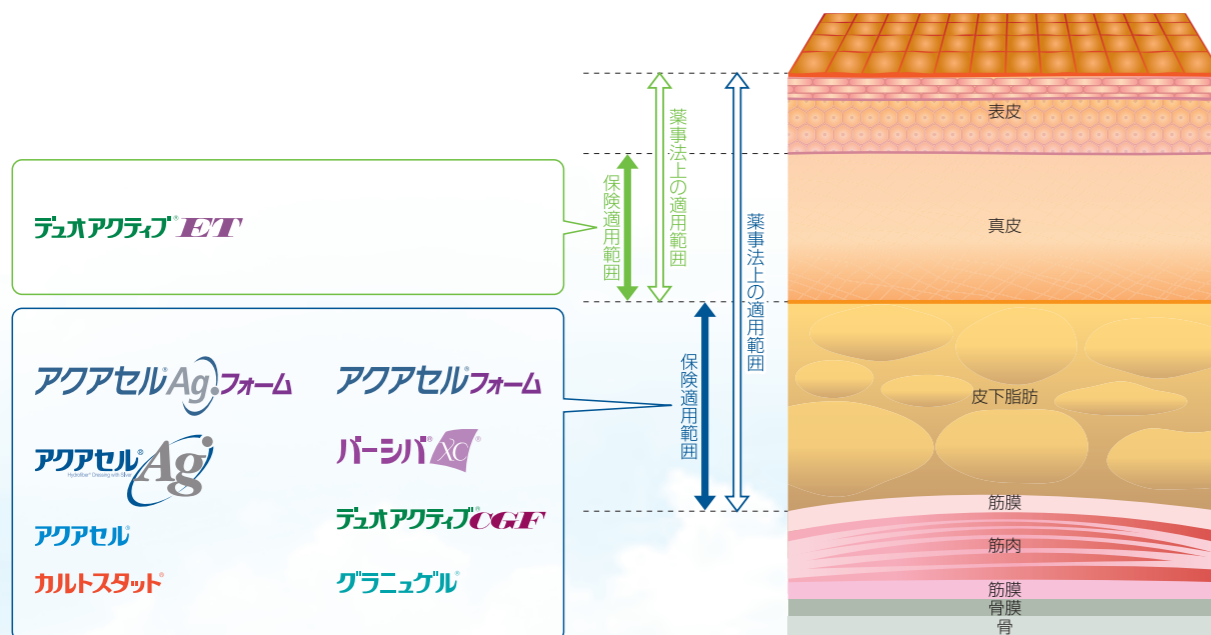 デュオアクティブ® ET
アクアセル®Ag.フォーム
アクアセル®フォーム
アクアセル®Ag
Hydrofiber® Dressing with Silver
バーシバ®XC®
アクアセル®
デュオアクティブ®CGF
カルトスタット®
グラニュゲル®
保険適用範囲
薬事法上の適用範囲
保険適用範囲
薬事法上の適用範囲
表皮
真皮
皮下脂肪
筋膜
筋肉
筋膜
骨膜
骨